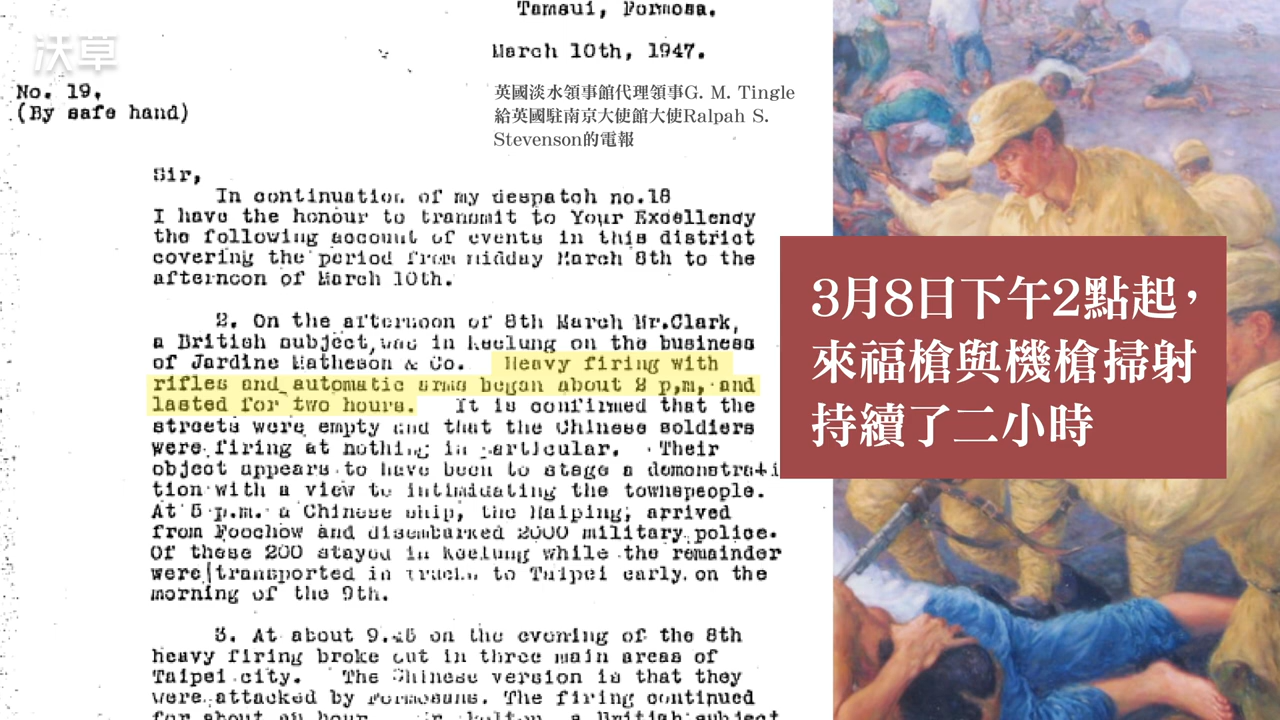 沃草
Tamsui, Formosa.
March 10th, 1947.
No. 19.
(By safe hand)
英國淡水領事館代理領事G. M. Tingle
給英國駐南京大使館大使Ralpah S.
Stevenson的電報
Sir,
In continuation of my despatch no.18
I have the honour to transmit to Your Excellency
the following account of events in this district
covering the period from midday March 8th to the
afternoon of March 10th.
2. On the afternoon of 8th March Mr.Clark,
a British subject, was in Keelung on the business
of Jardine Matheson & Co. Heavy firing with
rifles and automatic arms began about 2 p,m, and
lasted for two hours. It is confirmed that the
streets were empty and that the Chinese soldiers
were firing at nothing in particular. Their
object appears to have been to stage a demonstrati
tion with a view to intimidating the townspeople.
At 5 p.m. a Chinese ship, the Haiping, arrived
from Foochow and disembarked 2000 military police.
Of these 200 stayed in Keelung while the remainder
were transported in trucks to Taipei early on the
morning of the 9th.
3. At about 9.45 on the evening of the 8th
heavy firing broke out in three main areas of
Taipei city. The Chinese version is that they
were attacked by Formosans. The firing continued
for about an hour. a British subject
3月8日下午2點起，
來福槍與機槍掃射
持續了二小時